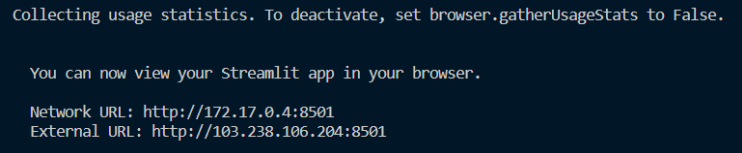 Collecting usage statistics. To deactivate, set browser.gatherUsageStats to False.
You can now view your Streamlit app in your browser.
Network URL: http://172.17.0.4:8501
External URL: http://103.238.106.204:8501